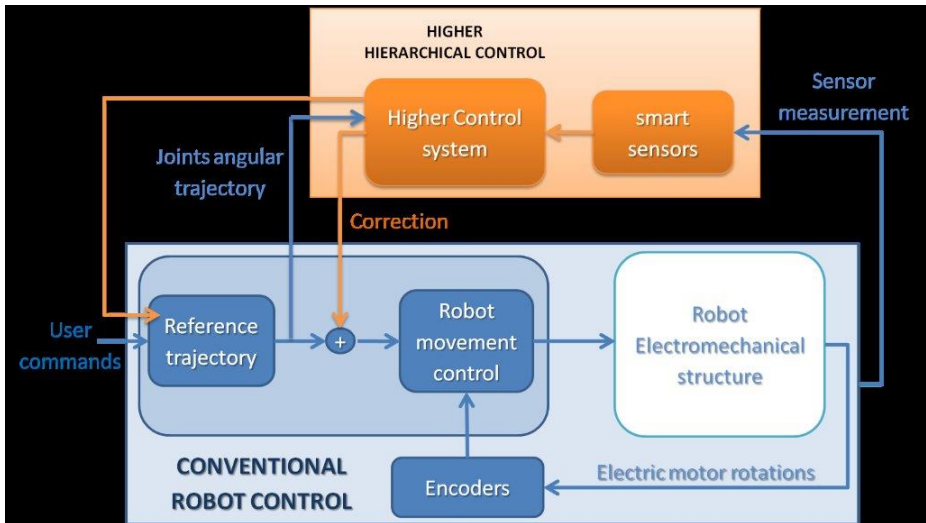 HIGHER
HIERARCHICAL CONTROL
Higher Control
system
smart
sensors
Sensor
measurement
Joints angular
trajectory
Correction
User
commands
Reference
trajectory
+
Robot
movement
control
Robot
Electromechanical
structure
CONVENTIONAL
ROBOT CONTROL
Encoders
Electric motor rotations